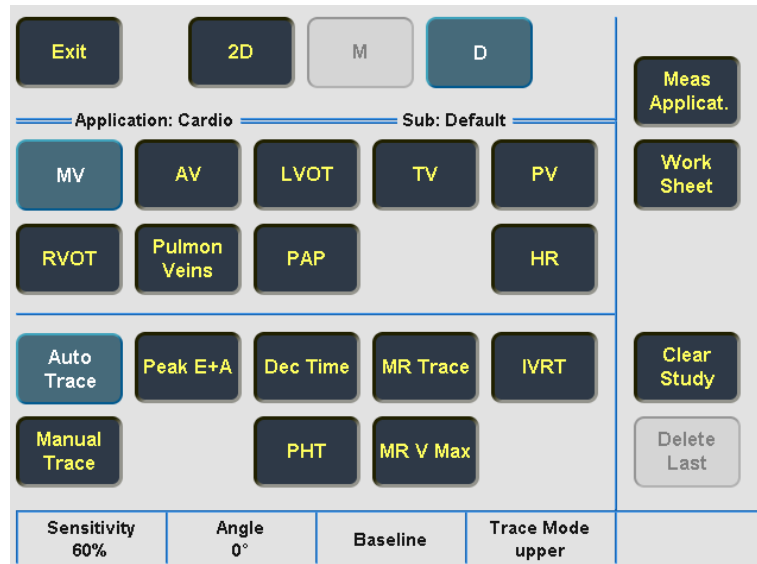 Exit
2D
M
D
Meas
Applicat.
Application: Cardio
Sub: Default
MV
AV
LVOT
TV
PV
Work
Sheet
RVOT
Pulmon
Veins
PAP
HR
Auto
Trace
Peak E+A
Dec Time
MR Trace
IVRT
Clear
Study
Manual
Trace
PHT
MR V Max
Delete
Last
Sensitivity
60%
Angle
0°
Baseline
Trace Mode
upper